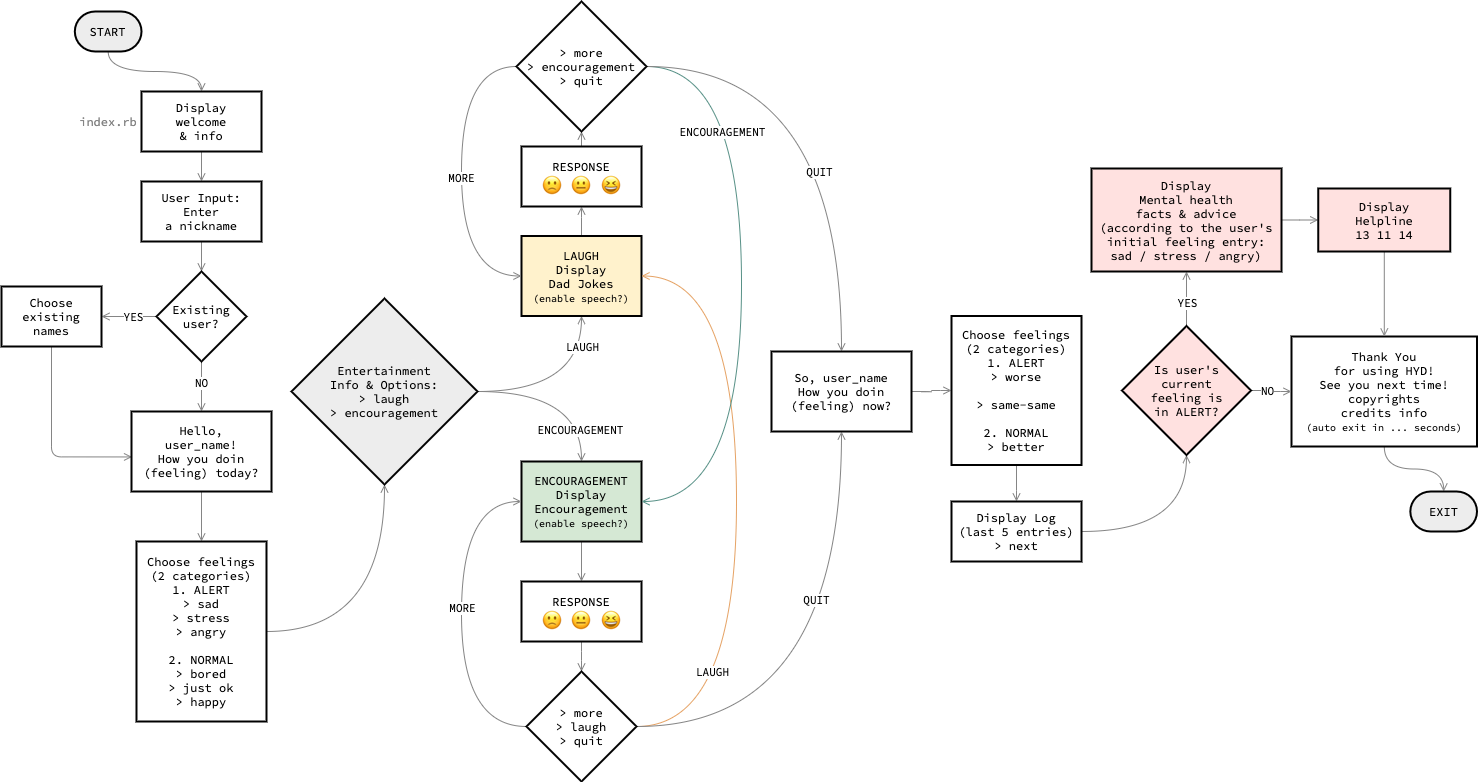 START
index.rb
Display
welcome
& info
User Input:
Enter
a nickname
Existing
user?
YES
Choose
existing
names
NO
Hello,
user_name!
How you doin
(feeling) today?
Choose feelings
(2 categories)
1. ALERT
> sad
> stress
> angry
2. NORMAL
> bored
> just ok
> happy
Entertainment
Info & Options:
> laugh
> encouragement
LAUGH
ENCOURAGEMENT
> more
> encouragement
> quit
MORE
RESPONSE
LAUGH
Display
Dad Jokes
(enable speech?)
ENCOURAGEMENT
QUIT
ENCOURAGEMENT
Display
Encouragement
(enable speech?)
RESPONSE
MORE
> more
> laugh
> quit
LAUGH
QUIT
So, user_name
How you doin
(feeling) now?
Choose feelings
(2 categories)
1. ALERT
> worse
> same-same
2. NORMAL
> better
Display Log
(last 5 entries)
> next
Is user's
current
feeling is
in ALERT?
YES
NO
Display
Mental health
facts & advice
(according to the user's
initial feeling entry:
sad / stress / angry)
Display
Helpline
13 11 14
Thank You
for using HYD!
See you next time!
copyrights
credits info
(auto exit in ... seconds)
EXIT